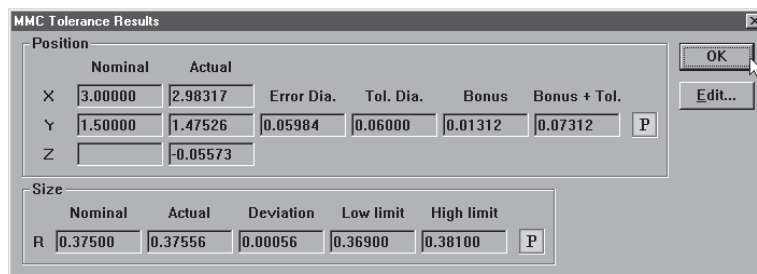 MMC Tolerance Results
Position
Nominal Actual
X 3.00000 2.98317 Error Dia. Tol. Dia. Bonus Bonus + Tol.
Y 1.50000 1.47526 0.05984 0.06000 0.01312 0.07312 P
Z -0.05573
OK
Edit...
Size
Nominal Actual Deviation Low limit High limit
R 0.37500 0.37556 0.00056 0.36900 0.38100 P